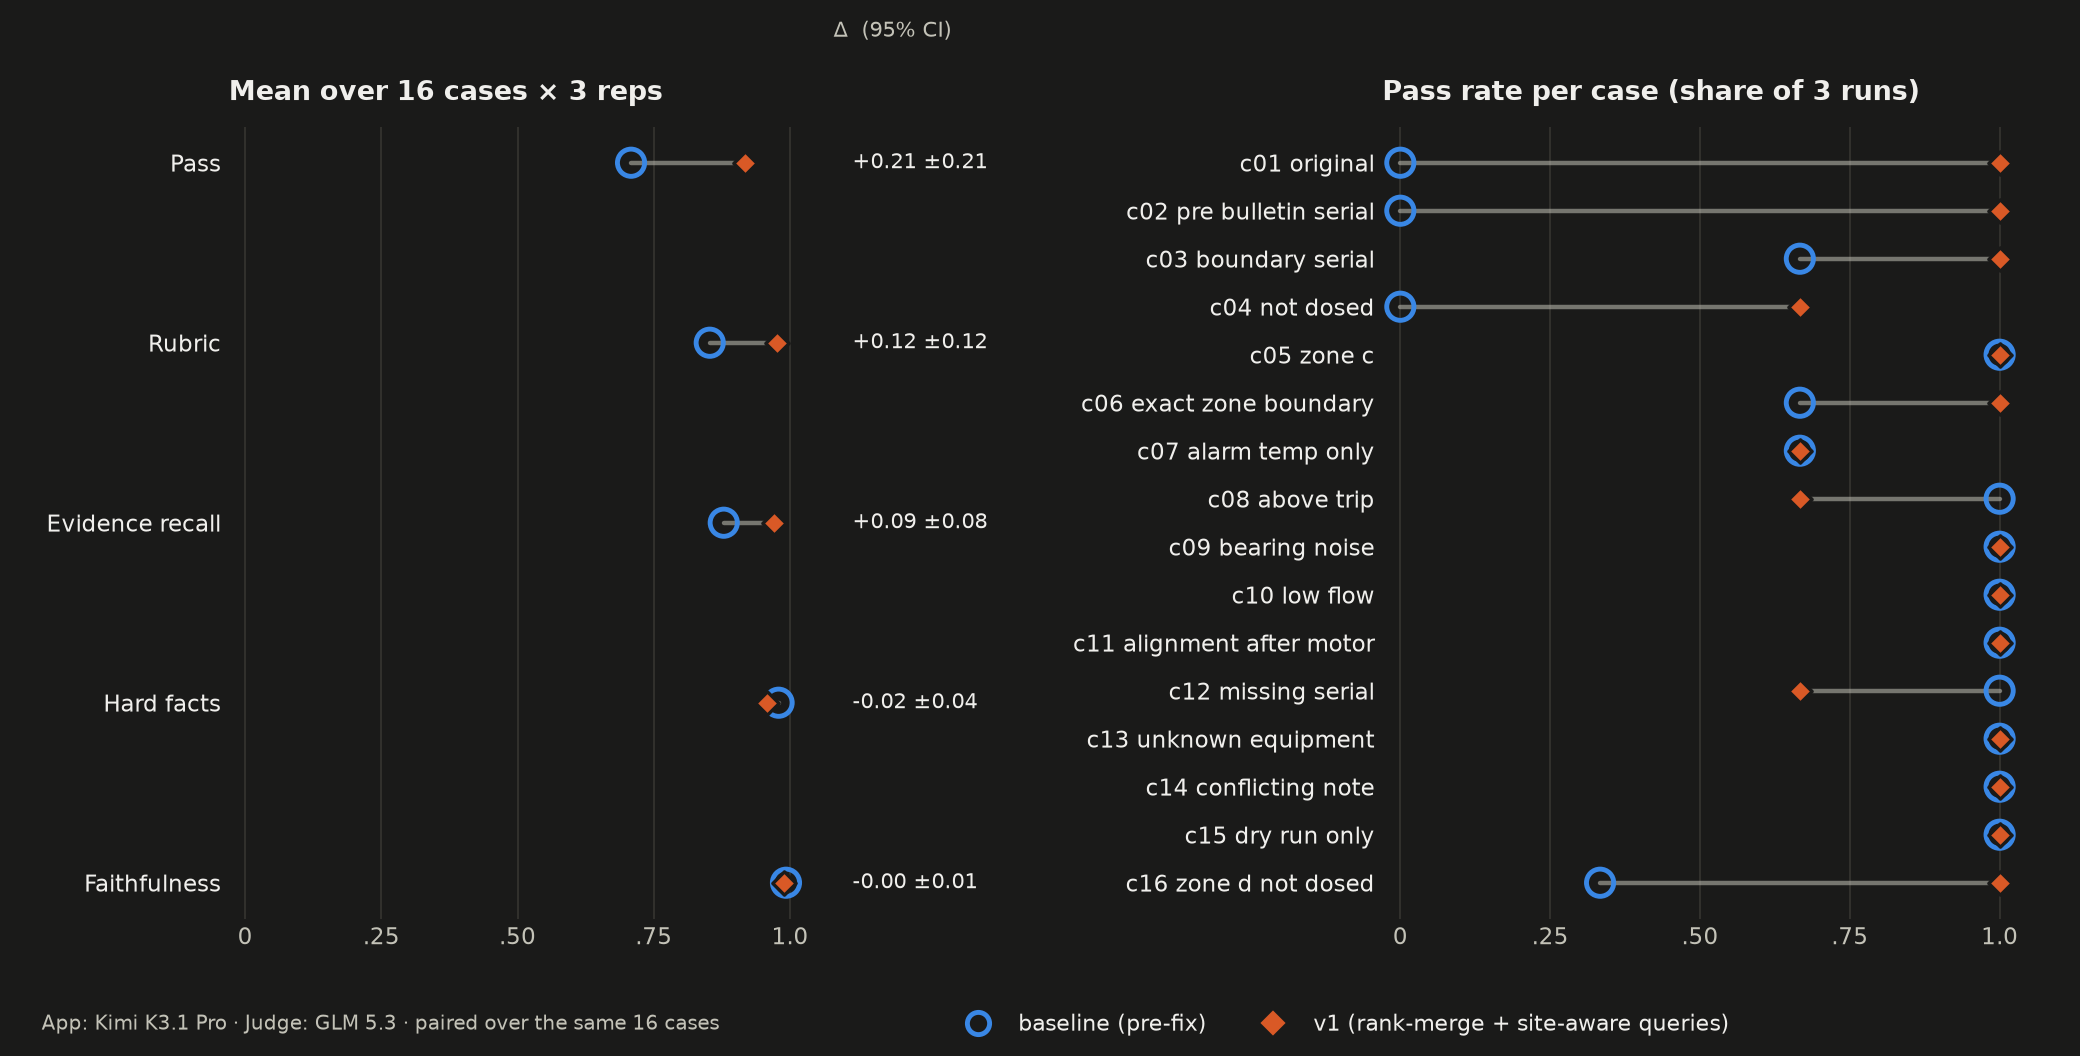 Δ  (95% CI)
Mean over 16 cases × 3 reps
Pass
+0.21 ±0.21
Rubric
+0.12 ±0.12
Evidence recall
+0.09 ±0.08
Hard facts
-0.02 ±0.04
Faithfulness
-0.00 ±0.01
0 .25 .50 .75 1.0
Pass rate per case (share of 3 runs)
c01 original
c02 pre bulletin serial
c03 boundary serial
c04 not dosed
c05 zone c
c06 exact zone boundary
c07 alarm temp only
c08 above trip
c09 bearing noise
c10 low flow
c11 alignment after motor
c12 missing serial
c13 unknown equipment
c14 conflicting note
c15 dry run only
c16 zone d not dosed
0 .25 .50 .75 1.0
App: Kimi K3.1 Pro · Judge: GLM 5.3 · paired over the same 16 cases
baseline (pre-fix)
v1 (rank-merge + site-aware queries)